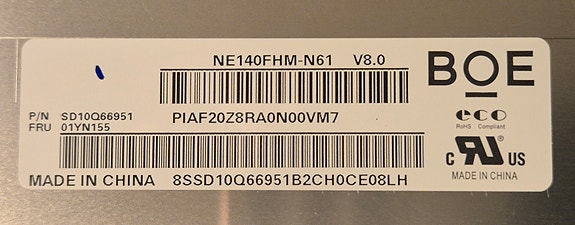 NE140FHM-N61 V8.0
BOE
PIAF20Z8RA0N00VM7
P/N SD10Q66951
FRU 01YN155
eco
RoHS Compliant
c RU US
MADE IN CHINA
MADE IN CHINA 8SSD10Q66951B2CH0CE08LH